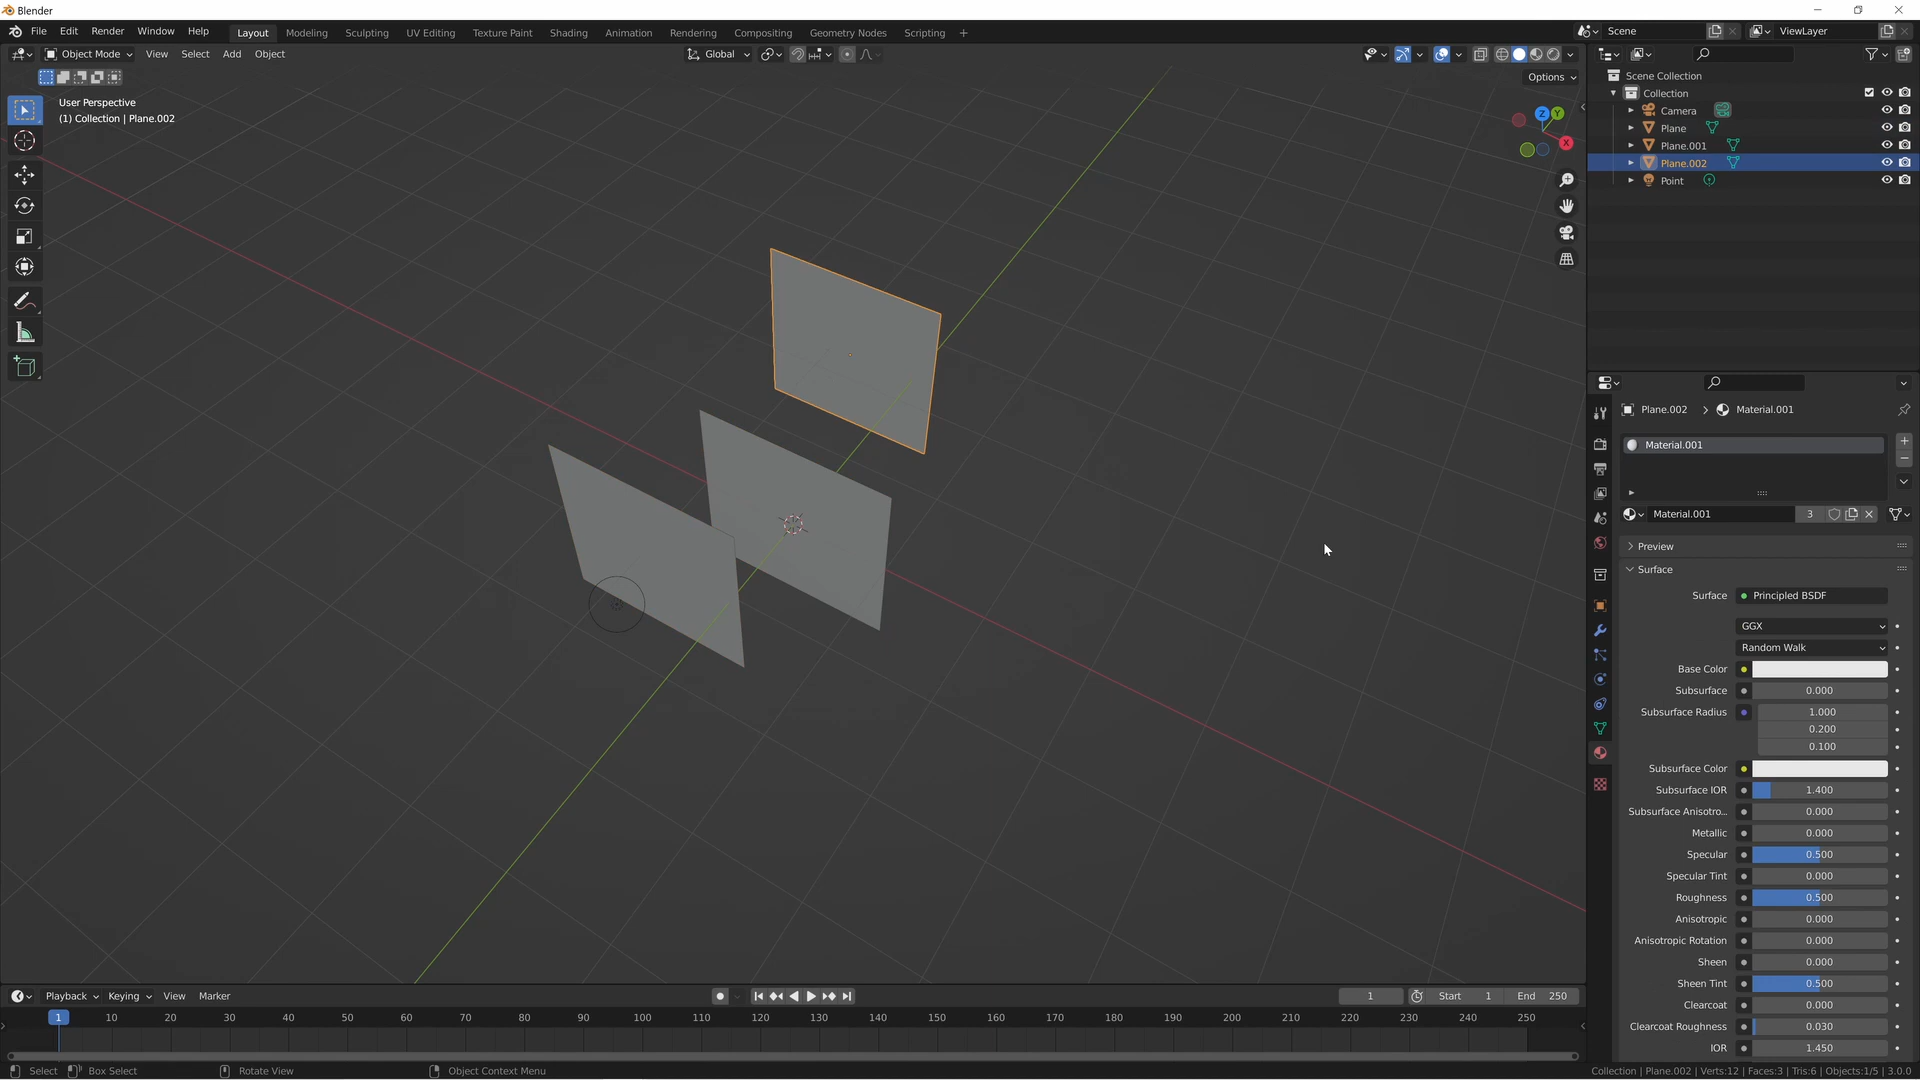 Blender
File Edit Render Window Help Layout Modeling Sculpting UV Editing Texture Paint Shading Animation Rendering Compositing Geometry Nodes Scripting + Scene ViewLayer
Object Mode View Select Add Object Global
Options
User Perspective
(1) Collection | Plane.002
Z Y
X
Scene Collection
Collection
Camera
Plane
Plane.001
Plane.002
Point
Plane.002 > Material.001
Material.001
Material.001 3
Preview
Surface
Surface Principled BSDF
GGX
Random Walk
Base Color
Subsurface 0.000
Subsurface Radius 1.000
0.200
0.100
Subsurface Color
Subsurface IOR 1.400
Subsurface Anisotro... 0.000
Metallic 0.000
Specular 0.500
Specular Tint 0.000
Roughness 0.500
Anisotropic 0.000
Anisotropic Rotation 0.000
Sheen 0.000
Sheen Tint 0.500
Clearcoat 0.000
Clearcoat Roughness 0.030
IOR 1.450
Playback Keying View Marker 1 Start 1 End 250
1 10 20 30 40 50 60 70 80 90 100 110 120 130 140 150 160 170 180 190 200 210 220 230 240 250
Select Box Select Rotate View Object Context Menu Collection | Plane.002 | Verts:12 | Faces:3 | Tris:6 | Objects:1/5 | 3.0.0